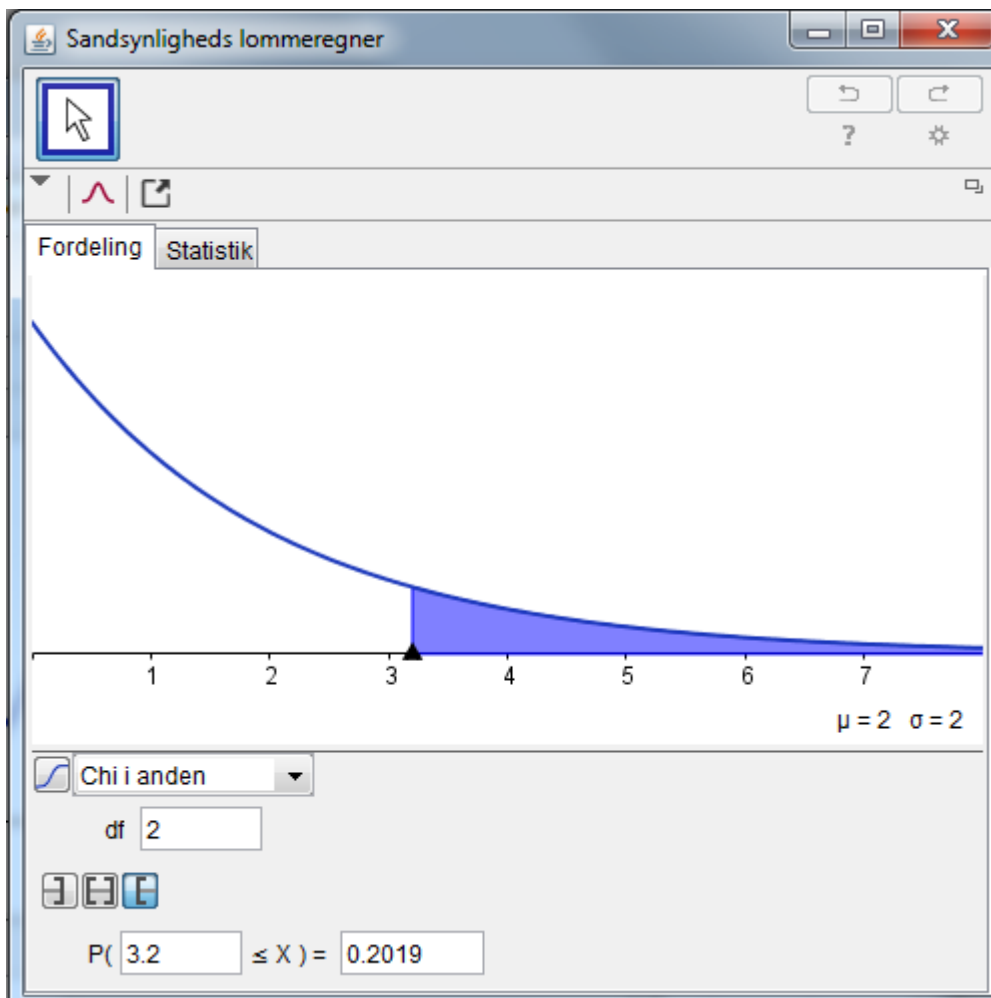 Sandsynligheds lommeregner
?
Fordeling Statistik
1 2 3 4 5 6 7
μ = 2 σ = 2
Chi i anden
df 2
P( 3.2 ≤ X ) = 0.2019